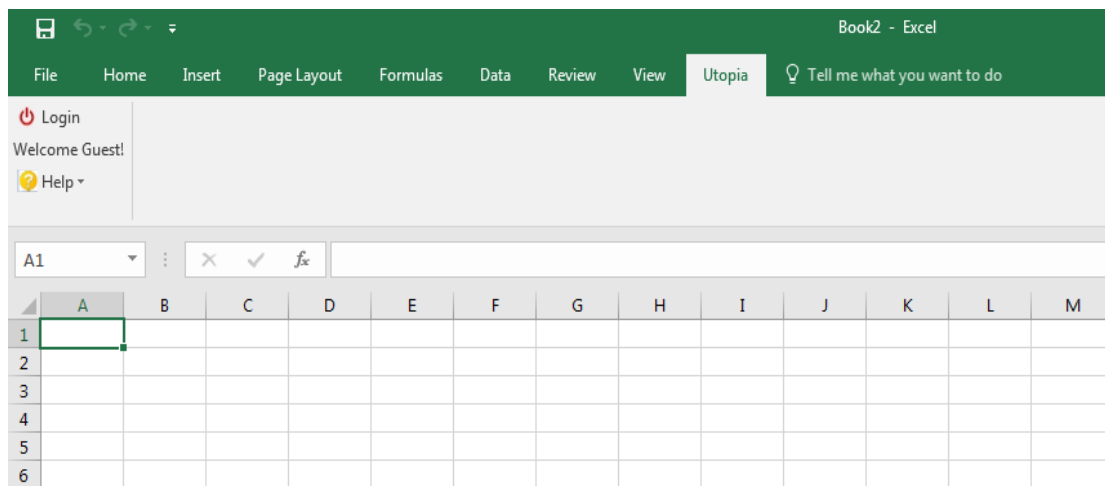 Book2 - Excel
File Home Insert Page Layout Formulas Data Review View Utopia Tell me what you want to do
Login
Welcome Guest!
? Help
A1 fx
A B C D E F G H I J K L M
1
2
3
4
5
6